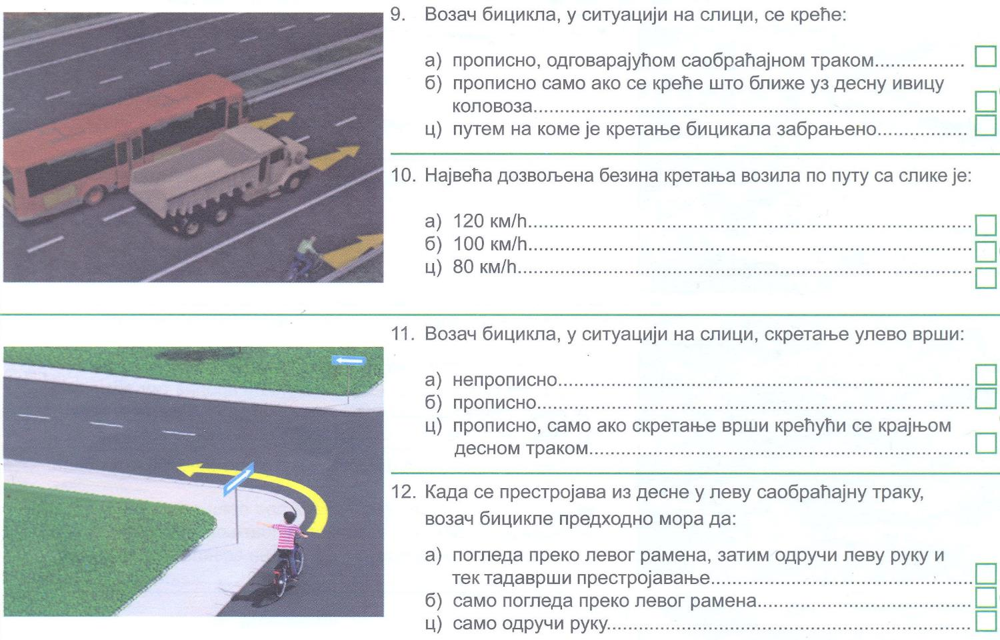 9. Возач бицикла, у ситуацији на слици, се креће:
а) прописно, одговарајућом саобраћајном траком.................
б) прописно само ако се креће што ближе уз десну ивицу
коловоза...................................................................................
ц) путем на коме је кретање бицикала забрањено.................
10. Највећа дозвољена безина кретања возила по путу са слике је:
а) 120 км/h...................................................................................
б) 100 км/h...................................................................................
ц) 80 км/h.....................................................................................
11. Возач бицикла, у ситуацији на слици, скретање улево врши:
а) непрописно..............................................................................
б) прописно..................................................................................
ц) прописно, само ако скретање врши крећући се крајњом
десном траком........................................................................
12. Када се престројава из десне у леву саобраћајну траку,
возач бицикле предходно мора да:
а) погледа преко левог рамена, затим одручи леву руку и
тек тадаврши престројавање.................................................
б) само погледа преко левог рамена.........................................
ц) само одручи руку.....................................................................